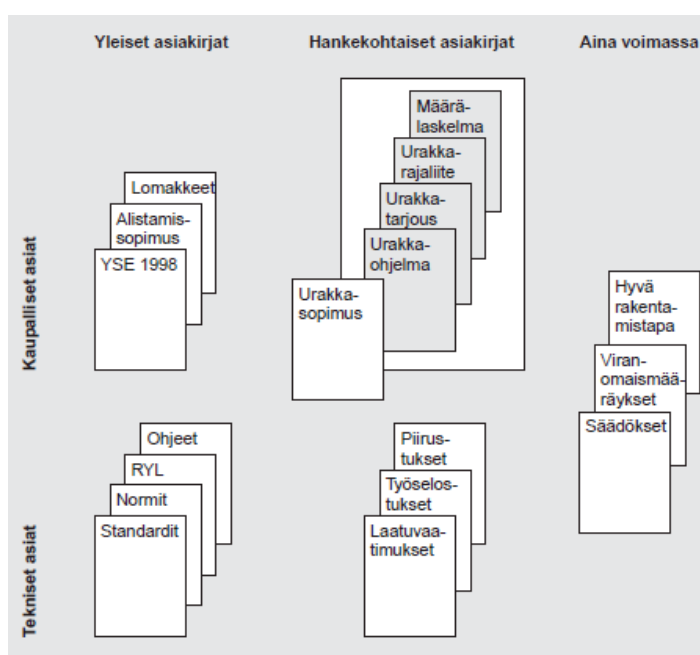 Yleiset asiakirjat
Hankekohtaiset asiakirjat
Aina voimassa
Kaupalliset asiat
Lomakkeet
Alistamis-
sopimus
YSE 1998
Määrä-
laskelma
Urakka-
rajaliite
Urakka-
tarjous
Urakka-
ohjelma
Urakka-
sopimus
Hyvä
rakenta-
mistapa
Viran-
omaismää-
räykset
Säädökset
Tekniset asiat
Ohjeet
RYL
Normit
Standardit
Piirus-
tukset
Työselos-
tukset
Laatuvaa-
timukset